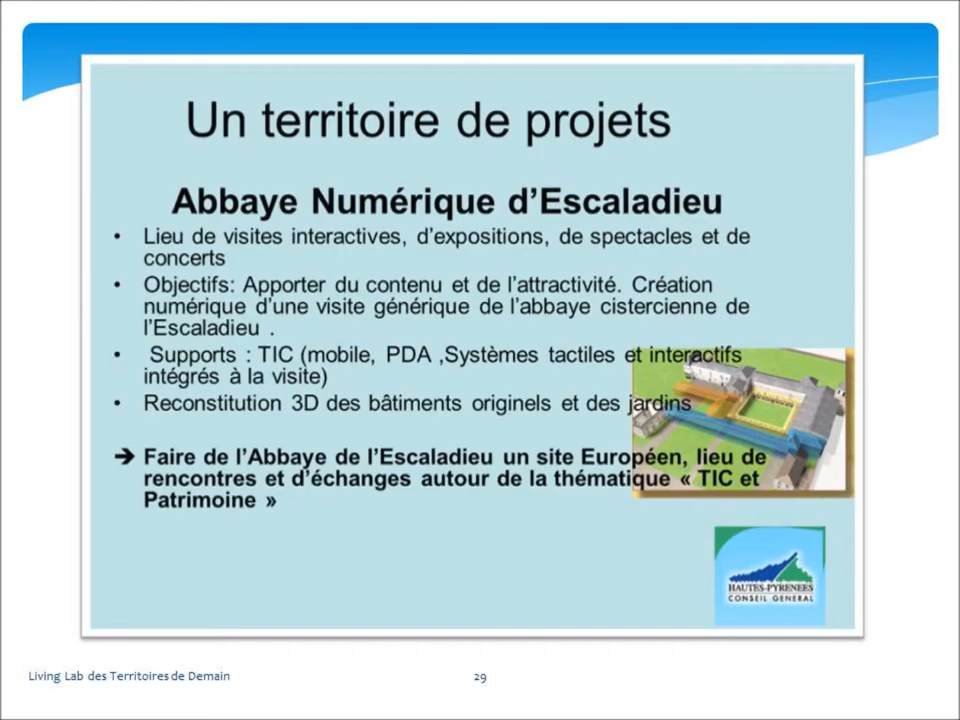 Un territoire de projets
Abbaye Numérique d’Escaladieu
• Lieu de visites interactives, d’expositions, de spectacles et de
concerts
• Objectifs: Apporter du contenu et de l’attractivité. Création
numérique d’une visite générique de l’abbaye cistercienne de
l’Escaladieu .
• Supports : TIC (mobile, PDA ,Systèmes tactiles et interactifs
intégrés à la visite)
• Reconstitution 3D des bâtiments originels et des jardins
➔ Faire de l’Abbaye de l’Escaladieu un site Européen, lieu de
rencontres et d’échanges autour de la thématique « TIC et
Patrimoine »
HAUTES-PYRENEES
CONSEIL GENERAL
Living Lab des Territoires de Demain
29